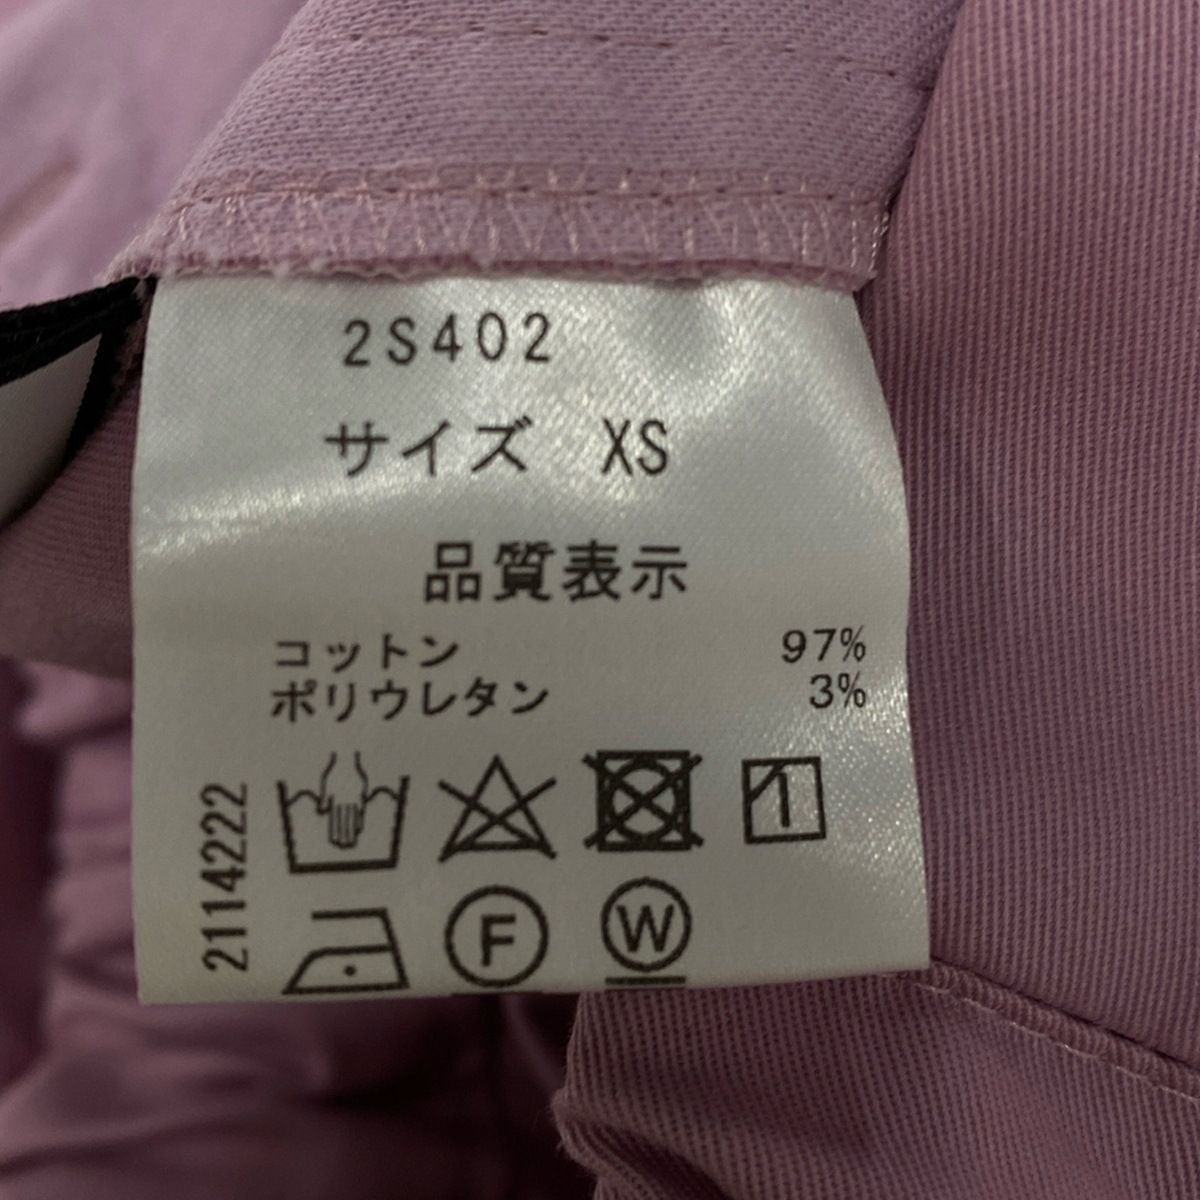 2S402
サイズ XS
品質表示
コットン 97%
ポリウレタン 3%
2114222
F
W